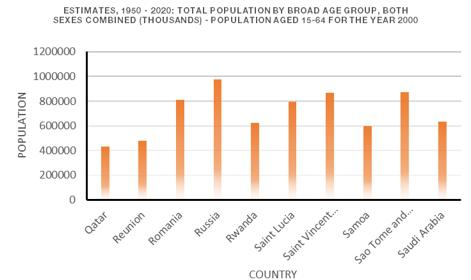 ESTIMATES, 1950 - 2020: TOTAL POPULATION BY BROAD AGE GROUP, BOTH
SEXES COMBINED (THOUSANDS) - POPULATION AGED 15-64 FOR THE YEAR 2000
1200000
1000000
800000
600000
400000
200000
0
POPULATION
Qatar
Reunion
Romania
Russia
Rwanda
Saint Lucia
Saint Vincent...
Samoa
Sao Tome and...
Saudi Arabia
COUNTRY